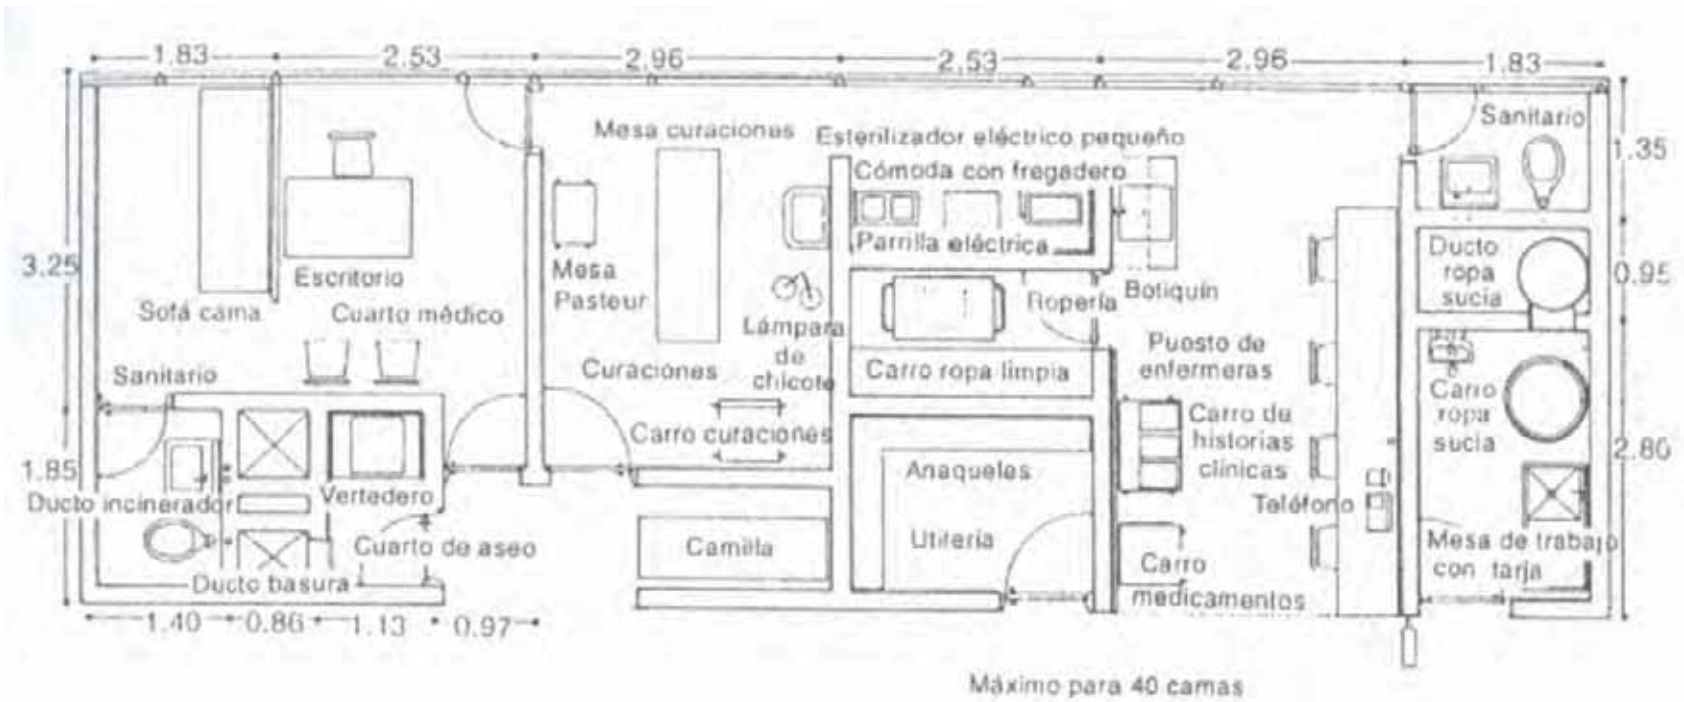 1.83
2.53
2.96
2.53
2.96
1.83
Mesa curaciones
Esterilizador eléctrico pequeño
Sanitario
1.35
Cómoda con fregadero
Parrilla eléctrica
Ducto
ropa
sucia
0.95
3.25
Escritorio
Mesa
Pasteur
Ropería
Botiquín
Sofá cama
Cuarto médico
Lámpara
de
chicote
Puesto de
enfermeras
Sanitario
Curaciones
Carro ropa limpia
Carro
ropa
sucia
Carro curaciones
Carro de
historias
clínicas
2.80
1.85
Anaqueles
Ducto incinerador
Vertedero
Teléfono
Cuarto de aseo
Camilla
Utilería
Mesa de trabajo
con tarja
Ducto basura
Carro
medicamentos
1.40
0.86
1.13
0.97
Máximo para 40 camas